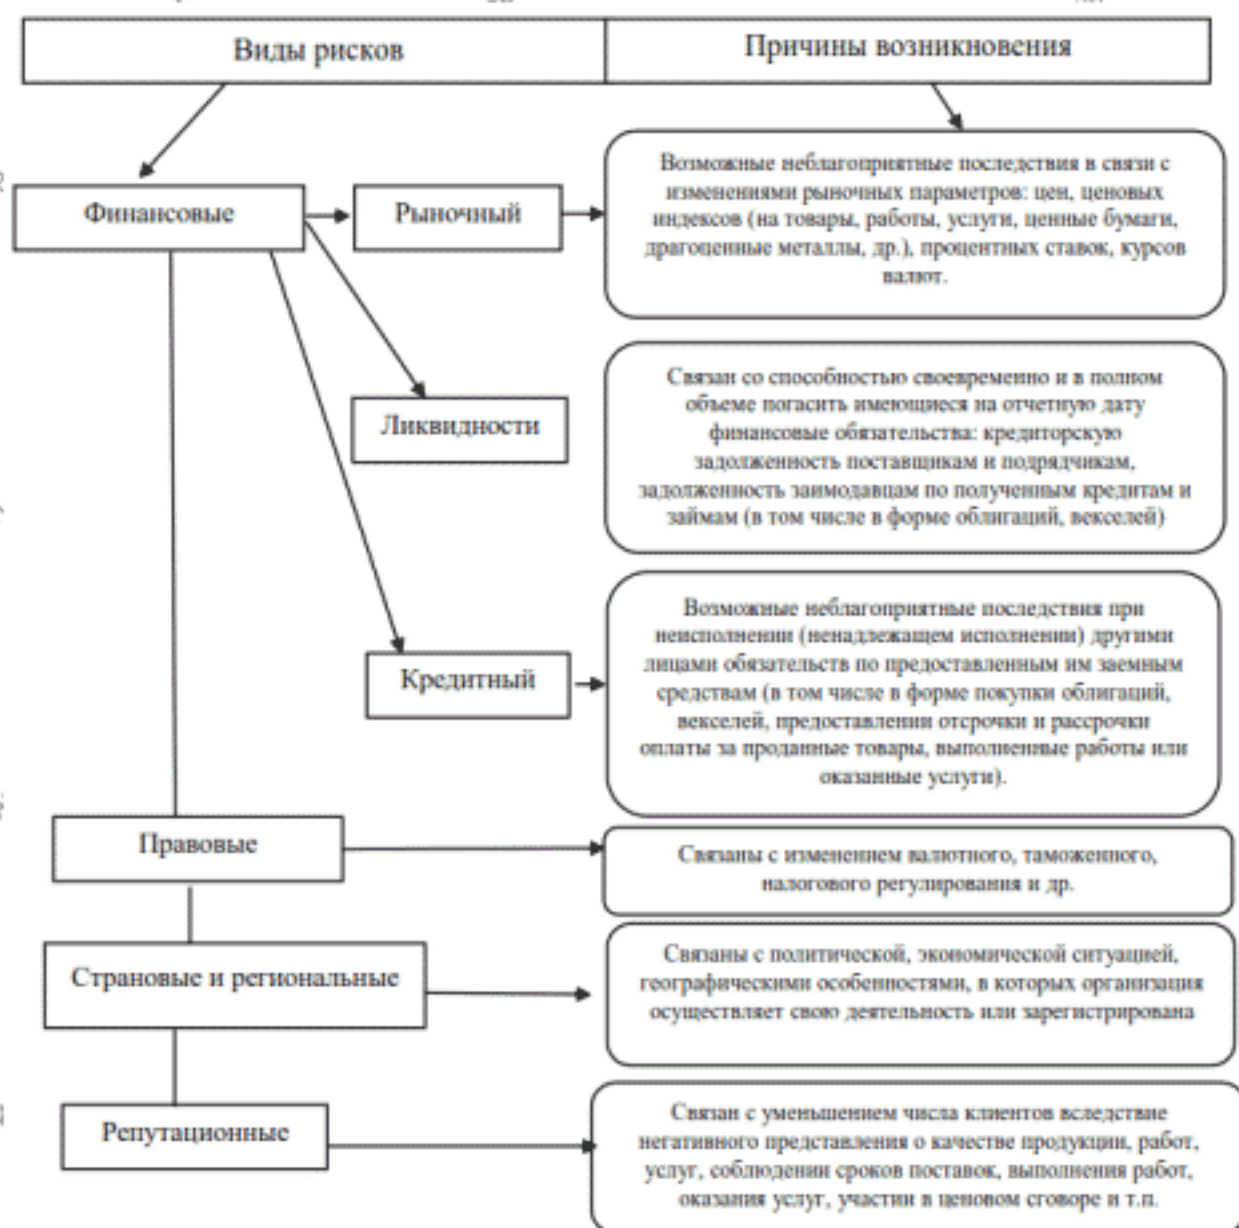 Виды рисков
Причины возникновения
Финансовые
Рыночный
Возможные неблагоприятные последствия в связи с
изменениями рыночных параметров: цен, ценовых
индексов (на товары, работы, услуги, ценные бумаги,
драгоценные металлы, др.), процентных ставок, курсов
валют.
Ликвидности
Связан со способностью своевременно и в полном
объеме погасить имеющиеся на отчетную дату
финансовые обязательства: кредиторскую
задолженность поставщикам и подрядчикам,
задолженность заимодавцам по полученным кредитам и
займам (в том числе в форме облигаций, векселей)
Кредитный
Возможные неблагоприятные последствия при
неисполнении (ненадлежащем исполнении) другими
лицами обязательств по предоставленным им заемным
средствам (в том числе в форме покупки облигаций,
векселей, предоставлении отсрочки и рассрочки
оплаты за проданные товары, выполненные работы или
оказанные услуги).
Правовые
Связаны с изменением валютного, таможенного,
налогового регулирования и др.
Страновые и региональные
Связаны с политической, экономической ситуацией,
географическими особенностями, в которых организация
осуществляет свою деятельность или зарегистрирована
Репутационные
Связан с уменьшением числа клиентов вследствие
негативного представления о качестве продукции, работ,
услуг, соблюдении сроков поставок, выполнения работ,
оказания услуг, участии в ценовом сговоре и т.п.